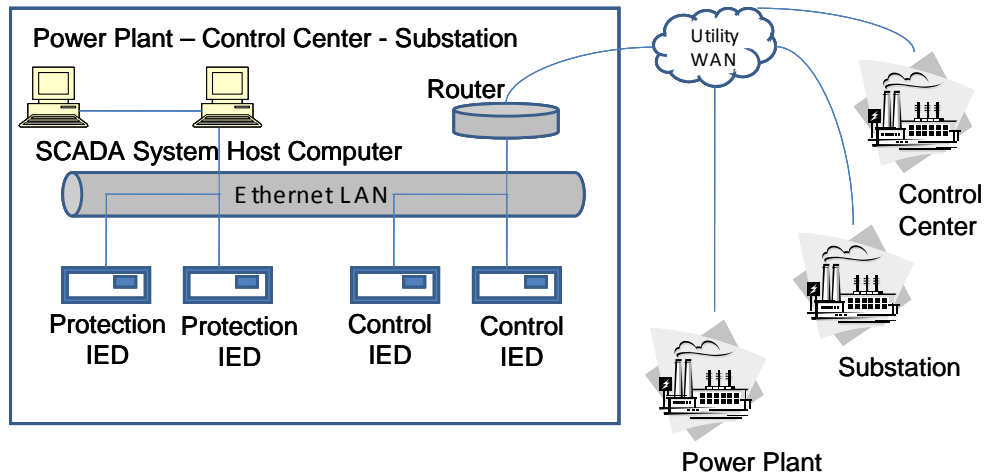 Power Plant – Control Center - Substation
Utility
WAN
Router
SCADA System Host Computer
Ethernet LAN
Protection
IED
Protection
IED
Control
IED
Control
IED
Control
Center
Substation
Power Plant